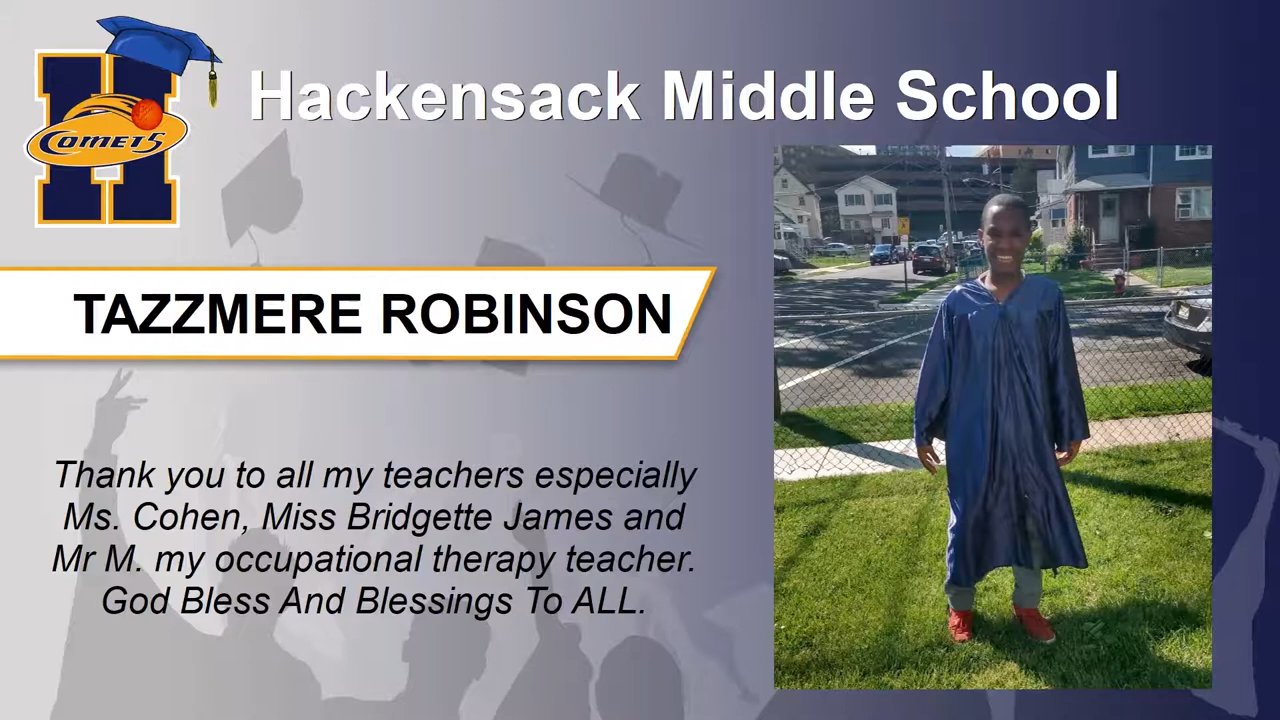 COMETS
Hackensack Middle School
TAZZMERE ROBINSON
Thank you to all my teachers especially
Ms. Cohen, Miss Bridgette James and
Mr M. my occupational therapy teacher.
God Bless And Blessings To ALL.